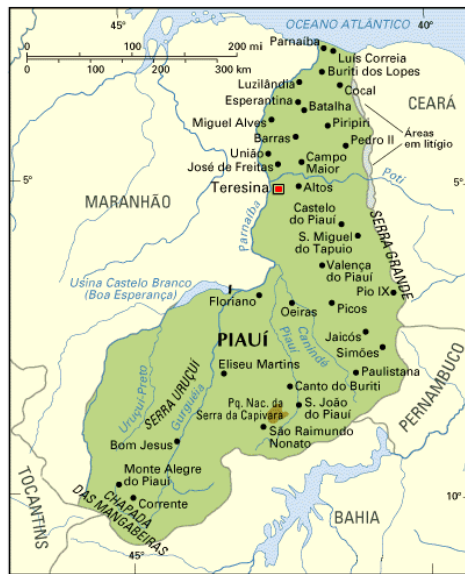 45°
OCEANO ATLÂNTICO
40°
Parnaíba
0
100
200 mi
0
100
200
300 km
Luís Correia
Buriti dos Lopes
Luzilândia
Cocal
CEARÁ
Esperantina
Batalha
Miguel Alves
Piripiri
Áreas
em litígio
Barras
Pedro II
União
Campo
Maior
José de Freitas
5°
Teresina
Altos
Poti
5°
MARANHÃO
Parnaíba
Castelo
do Piauí
SERRA GRANDE
S. Miguel
do Tapuio
Valença
do Piauí
Usina Castelo Branco
(Boa Esperança)
Pio IX
Floriano
Oeiras
Picos
PIAUÍ
Piauí
Canindé
Jaicós
Simões
Eliseu Martins
Paulistana
PERNAMBUCO
Uruçuí Preto
SERRA URUÇUÍ
Gurguéia
Canto do Buriti
Pq. Nac. da
Serra da Capivara
S. João
do Piauí
São Raimundo
Nonato
Bom Jesus
Monte Alegre
do Piauí
Corrente
TOCANTINS
CHAPADA
DAS MANGABEIRAS
10°
BAHIA
45°